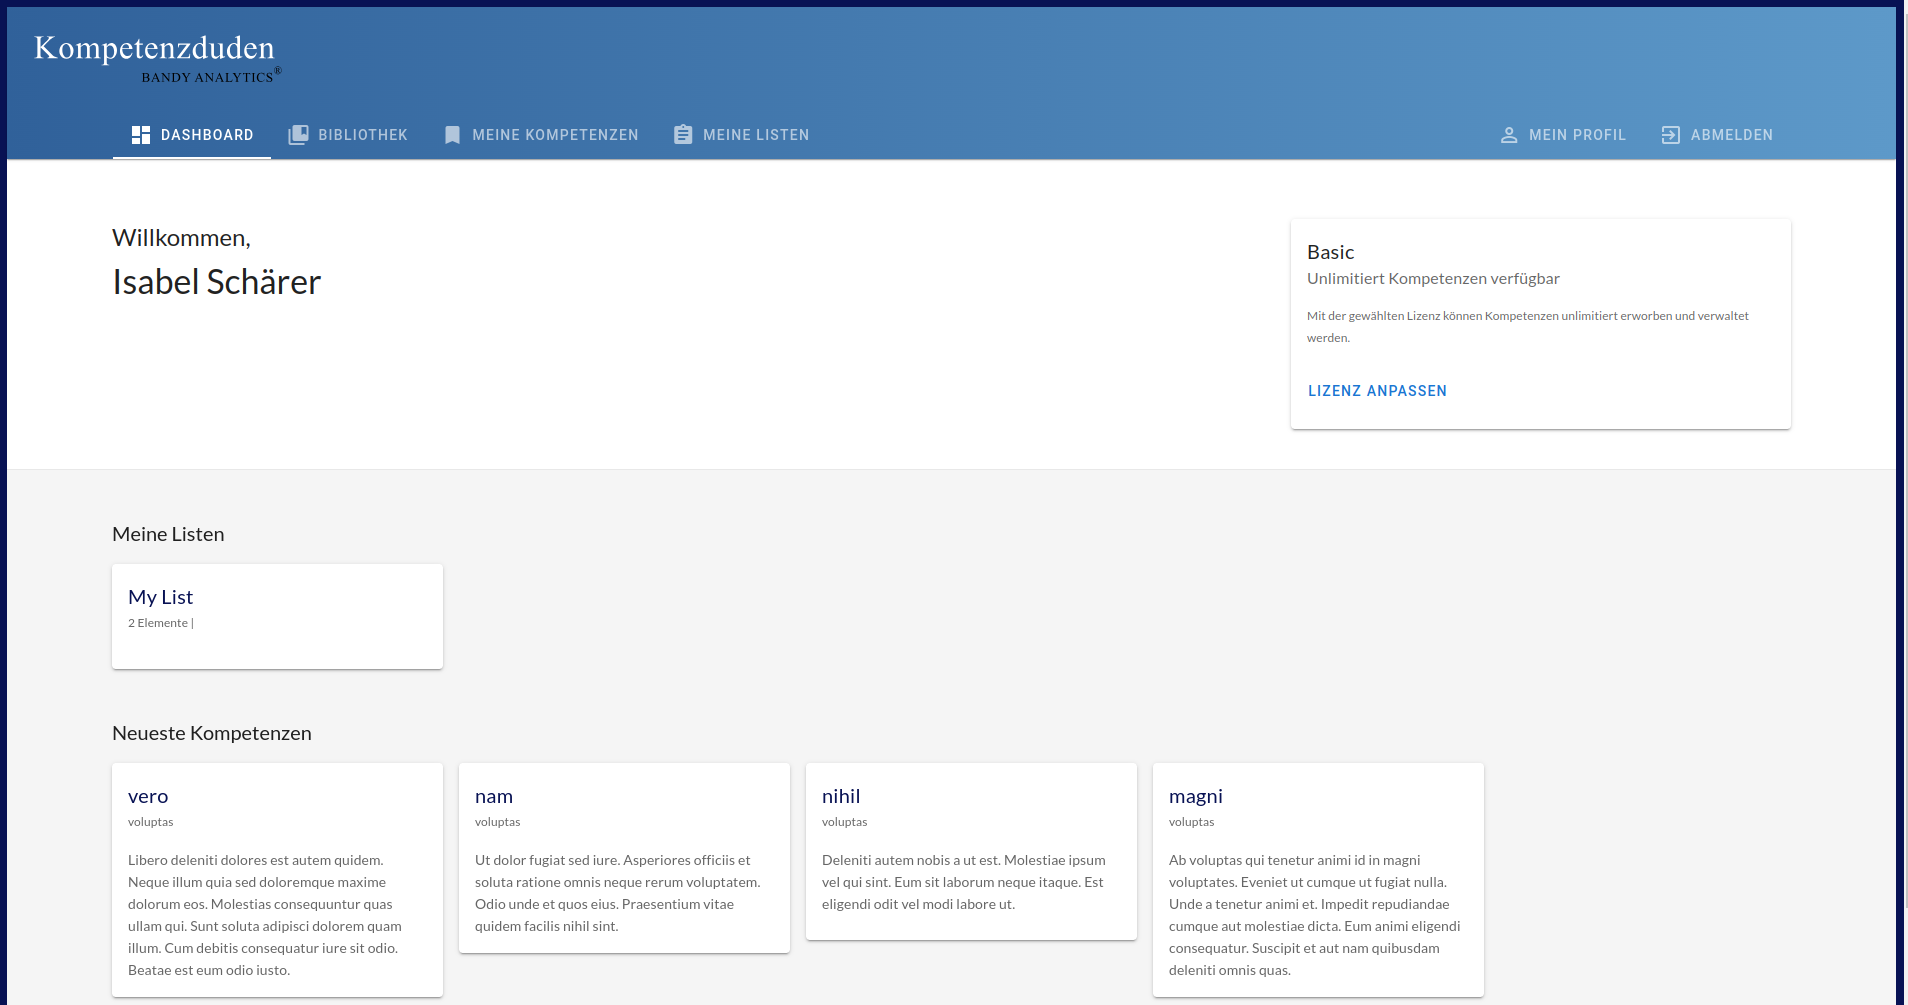 Kompetenzduden
BANDY ANALYTICS®
DASHBOARD
BIBLIOTHEK
MEINE KOMPETENZEN
MEINE LISTEN
MEIN PROFIL
ABMELDEN
Willkommen,
Isabel Schärer
Basic
Unlimitiert Kompetenzen verfügbar
Mit der gewählten Lizenz können Kompetenzen unlimitiert erworben und verwaltet
werden.
LIZENZ ANPASSEN
Meine Listen
My List
2 Elemente |
Neueste Kompetenzen
vero
voluptas
Libero deleniti dolores est autem quidem.
Neque illum quia sed doloremque maxime
dolorum eos. Molestias consequuntur quas
ullam qui. Sunt soluta adipisci dolorem quam
illum. Cum debitis consequatur iure sit odio.
Beatae est eum odio iusto.
nam
voluptas
Ut dolor fugiat sed iure. Asperiores officiis et
soluta ratione omnis neque rerum voluptatem.
Odio unde et quos eius. Praesentium vitae
quidem facilis nihil sint.
nihil
voluptas
Deleniti autem nobis a ut est. Molestiae ipsum
vel qui sint. Eum sit laborum neque itaque. Est
eligendi odit vel modi labore ut.
magni
voluptas
Ab voluptas qui tenetur animi id in magni
voluptates. Eveniet ut cumque ut fugiat nulla.
Unde a tenetur animi et. Impedit repudiandae
cumque aut molestiae dicta. Eum animi eligendi
consequatur. Suscipit et aut nam quibusdam
deleniti omnis quas.